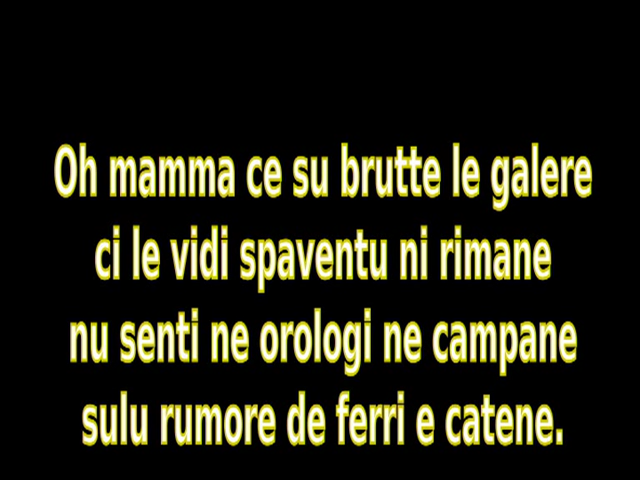 Oh mamma ce su brutte le galere
ci le vidi spaventu ni rimane
nu senti ne orologi ne campane
sulu rumore de ferri e catene.